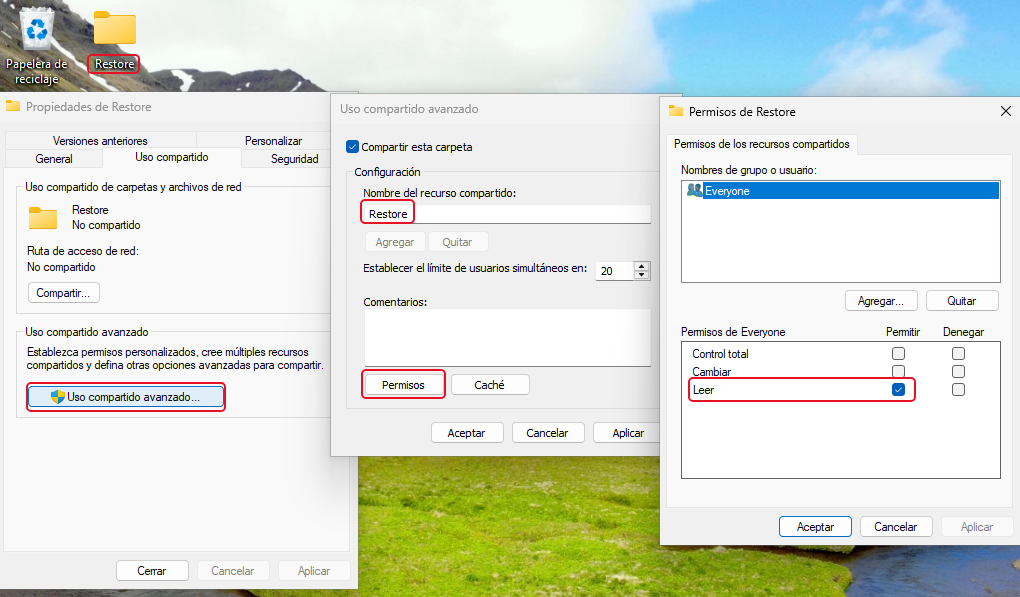 Papelera de
reciclaje
Restore
Propiedades de Restore
Versiones anteriores
Personalizar
General
Uso compartido
Seguridad
Uso compartido de carpetas y archivos de red
Restore
No compartido
Ruta de acceso de red:
No compartido
Compartir...
Uso compartido avanzado
Establezca permisos personalizados, cree múltiples recursos
compartidos y defina otras opciones avanzadas para compartir.
Uso compartido avanzado...
Cerrar
Cancelar
Aplicar
Uso compartido avanzado
Compartir esta carpeta
Configuración
Nombre del recurso compartido:
Restore
Agregar
Quitar
Establecer el límite de usuarios simultáneos en:
20
Comentarios:
Permisos
Caché
Aceptar
Cancelar
Aplicar
Permisos de Restore
Permisos de los recursos compartidos
Nombres de grupo o usuario:
Everyone
Agregar...
Quitar
Permisos de Everyone
Permitir
Denegar
Control total
Cambiar
Leer
Aceptar
Cancelar
Aplicar